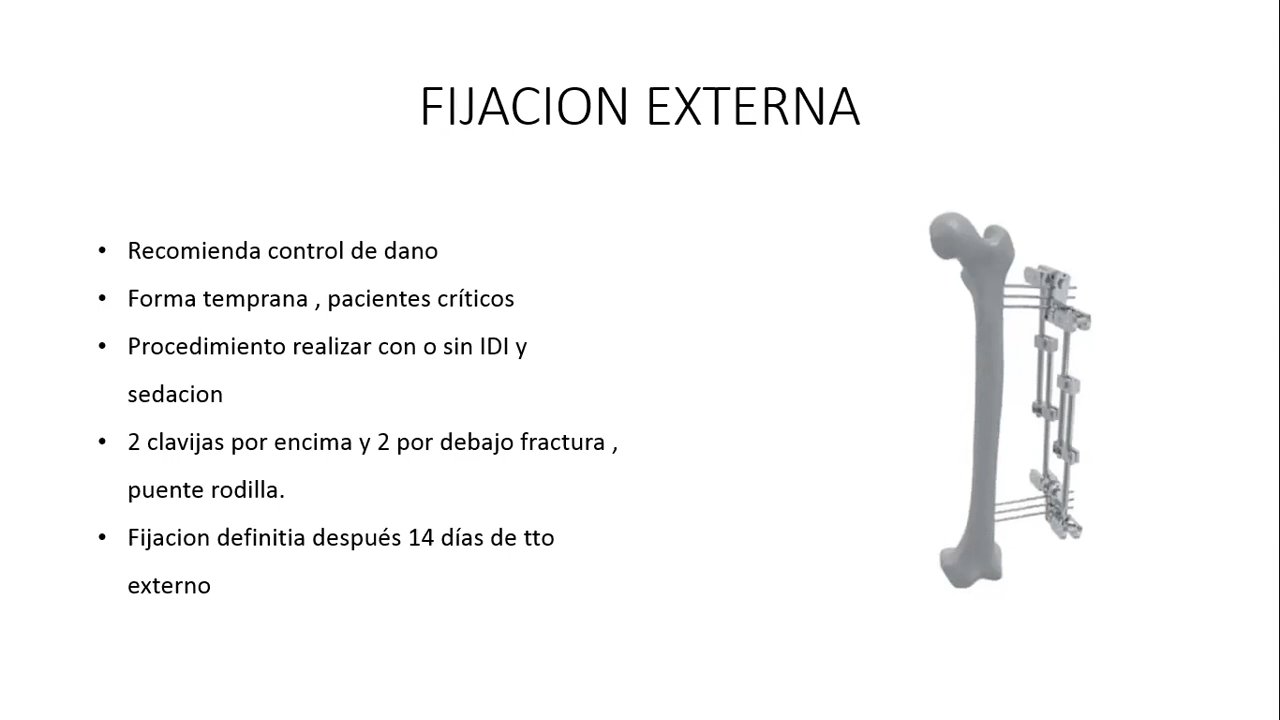 FIJACION EXTERNA
• Recomienda control de dano
• Forma temprana , pacientes críticos
• Procedimiento realizar con o sin IDI y
sedacion
• 2 clavijas por encima y 2 por debajo fractura ,
puente rodilla.
• Fijacion definitia después 14 días de tto
externo